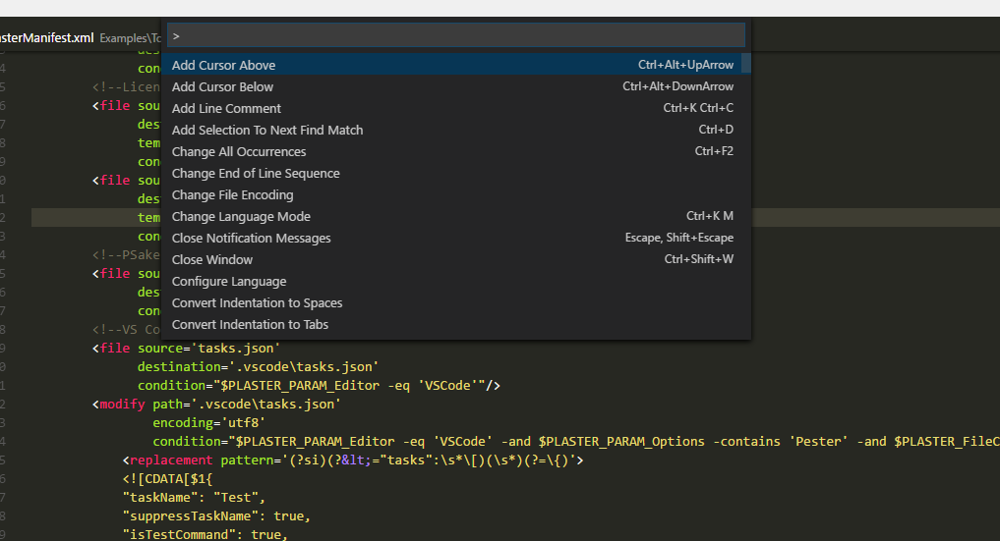 asterManifest.xml Examples\
>
Add Cursor Above Ctrl+Alt+UpArrow
Add Cursor Below Ctrl+Alt+DownArrow
Add Line Comment Ctrl+K Ctrl+C
Add Selection To Next Find Match Ctrl+D
Change All Occurrences Ctrl+F2
Change End of Line Sequence
Change File Encoding
Change Language Mode Ctrl+K M
Close Notification Messages Escape, Shift+Escape
Close Window Ctrl+Shift+W
Configure Language
Convert Indentation to Spaces
Convert Indentation to Tabs
des
4 con
5 <!--Licen
6 <file sou
7 des
8 tem
9 con
0 <file sou
1 des
2 tem
3 con
4 <!--PSake
5 <file sou
6 des
7 con
8 <!--VS Co
9 <file source='tasks.json'
0 destination='.vscode\tasks.json'
1 condition="$PLASTER_PARAM_Editor -eq 'VSCode'"/>
2 <modify path='.vscode\tasks.json'
3 encoding='utf8'
4 condition="$PLASTER_PARAM_Editor -eq 'VSCode' -and $PLASTER_PARAM_Options -contains 'Pester' -and $PLASTER_FileC
5 <replacement pattern='(?si)(?&lt;="tasks":\s*\[)(\s*)(?=\{)'>
6 <![CDATA[$1{
7 "taskName": "Test",
8 "suppressTaskName": true,
9 "isTestCommand": true,